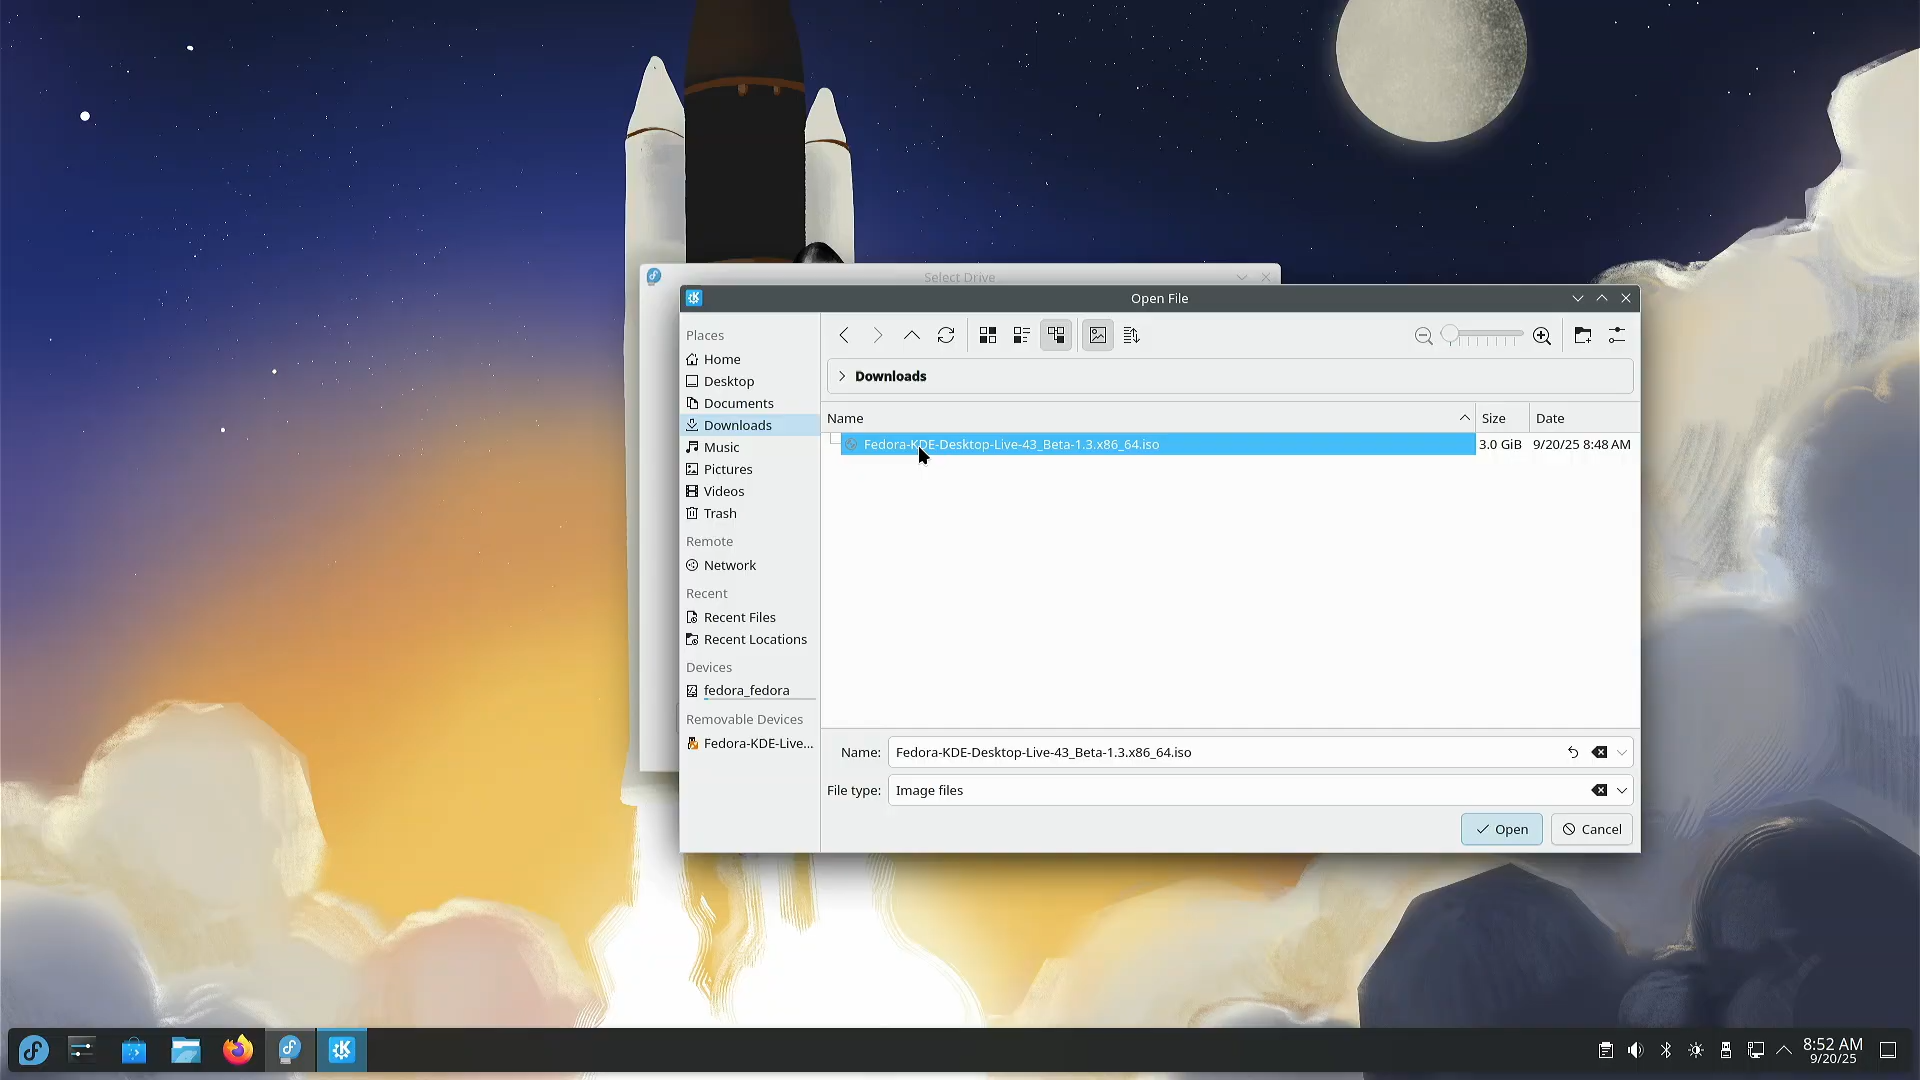 Select Drive
Open File
Places
Home
Desktop
Documents
Downloads
Music
Pictures
Videos
Trash
Remote
Network
Recent
Recent Files
Recent Locations
Devices
fedora_fedora
Removable Devices
Fedora-KDE-Live...
Downloads
Name Size Date
Fedora-KDE-Desktop-Live-43_Beta-1.3.x86_64.iso 3.0 GiB 9/20/25 8:48 AM
Name: Fedora-KDE-Desktop-Live-43_Beta-1.3.x86_64.iso
File type: Image files
Open Cancel
8:52 AM
9/20/25